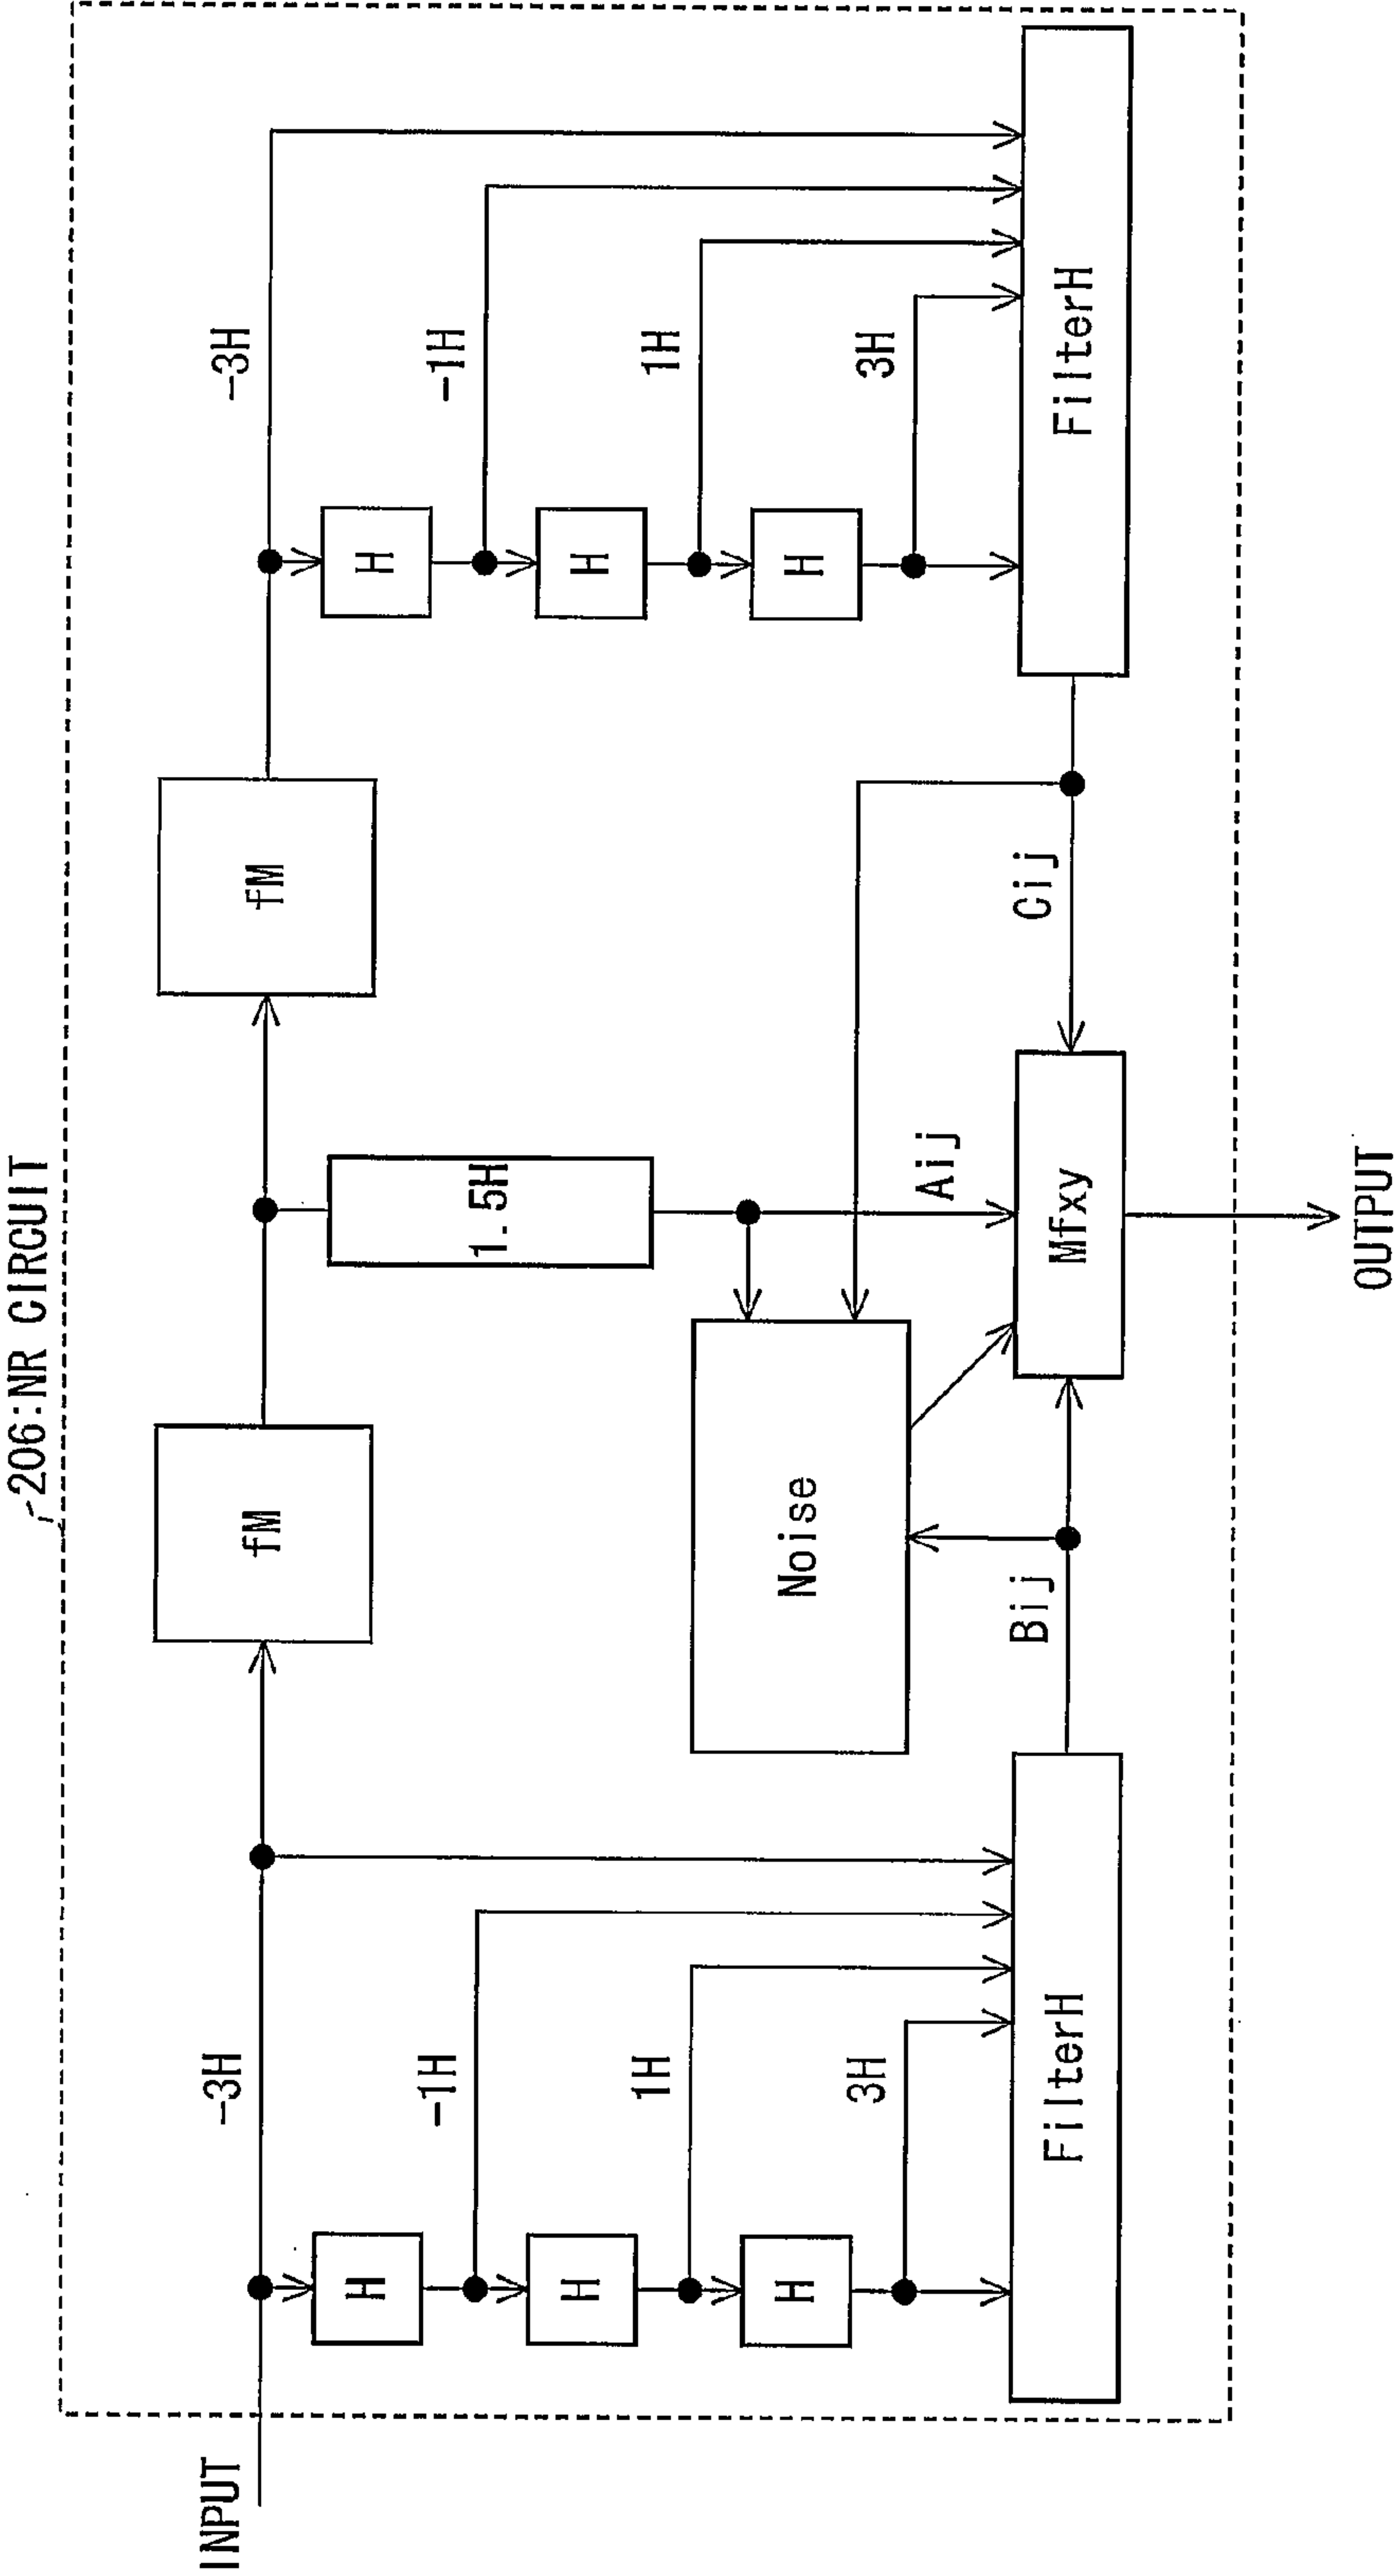 206:NR CIRCUIT
INPUT
-3H
fM
fM
-3H
H
H
-1H
-1H
1.5H
H
H
1H
1H
H
Noise
H
3H
3H
Aij
Bij
Cij
FilterH
Mfxy
FilterH
OUTPUT